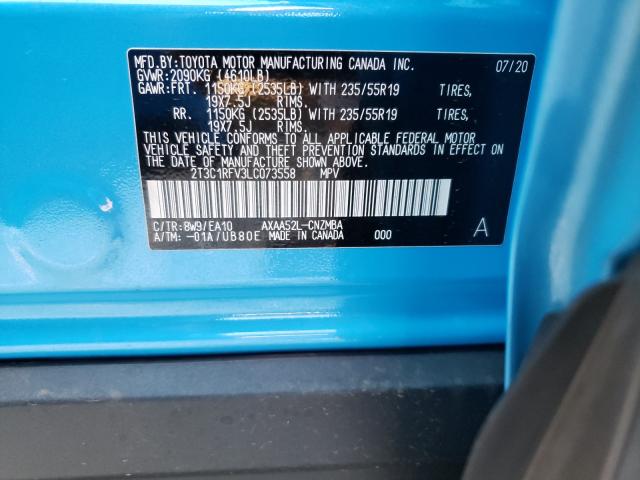 MFD.BY:TOYOTA MOTOR MANUFACTURING CANADA INC. 07/20
GVWR:2090KG (4610LB)
GAWR:FRT. 1150KG (2535LB) WITH 235/55R19 TIRES,
19X7.5J RIMS.
RR. 1150KG (2535LB) WITH 235/55R19 TIRES,
19X7.5J RIMS.
THIS VEHICLE CONFORMS TO ALL APPLICABLE FEDERAL MOTOR
VEHICLE SAFETY AND THEFT PREVENTION STANDARDS IN EFFECT ON
THE DATE OF MANUFACTURE SHOWN ABOVE.
2T3C1RFV3LC073558 MPV
C/TR:8W9/EA10 AXAA52L-CNZMBA A
A/TM:-01A/UB80E MADE IN CANADA 000